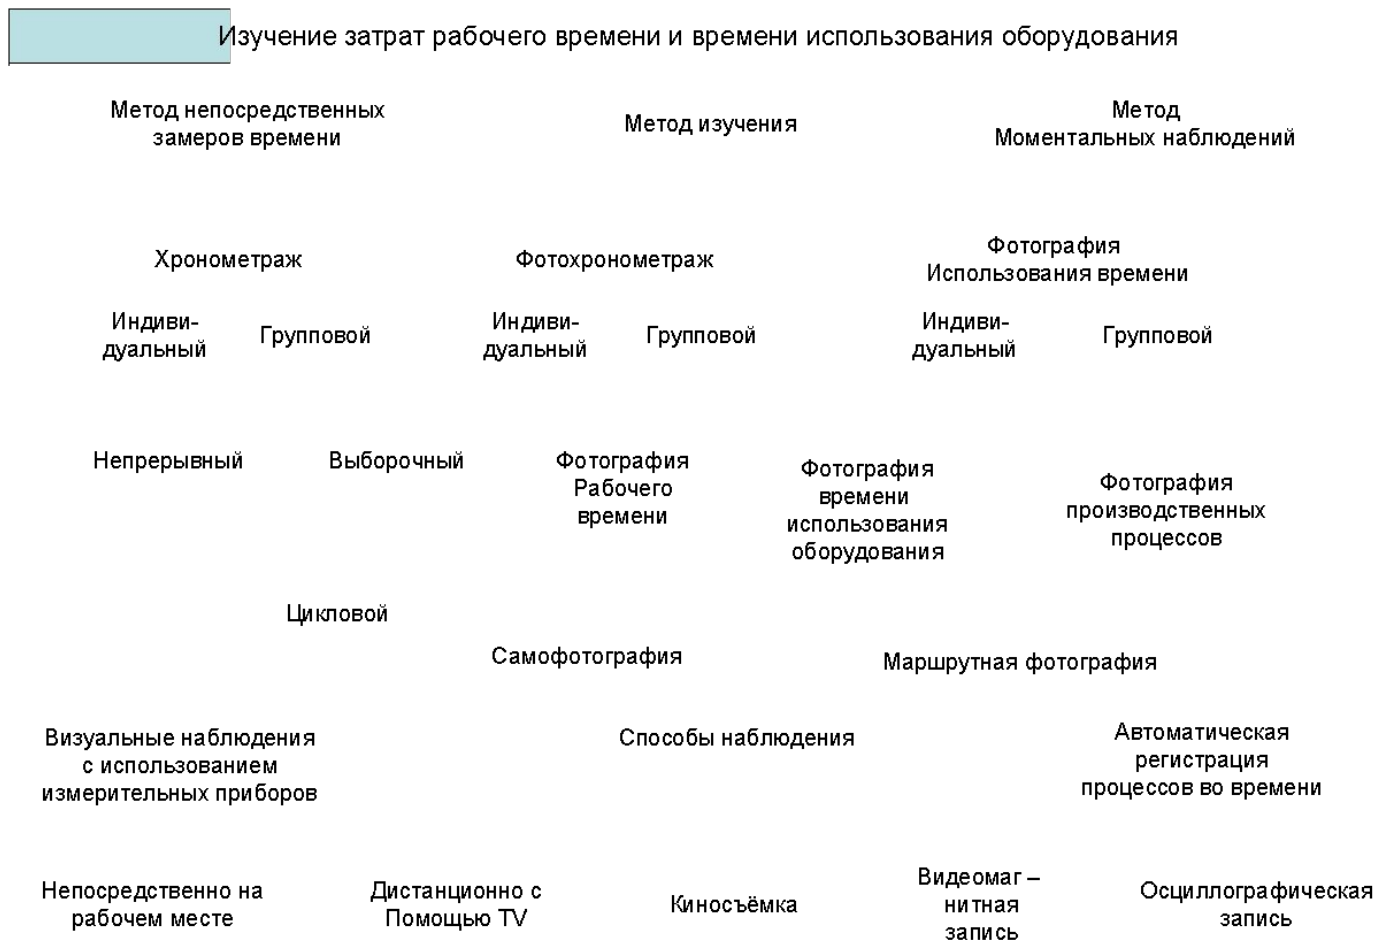 Изучение затрат рабочего времени и времени использования оборудования
Метод непосредственных
замеров времени
Метод изучения
Метод
Моментальных наблюдений
Хронометраж
Фотохронометраж
Фотография
Использования времени
Индиви-
дуальный
Групповой
Индиви-
дуальный
Групповой
Индиви-
дуальный
Групповой
Непрерывный
Выборочный
Фотография
Рабочего
времени
Фотография
времени
использования
оборудования
Фотография
производственных
процессов
Цикловой
Самофотография
Маршрутная фотография
Визуальные наблюдения
с использованием
измерительных приборов
Способы наблюдения
Автоматическая
регистрация
процессов во времени
Непосредственно на
рабочем месте
Дистанционно с
Помощью TV
Киносъёмка
Видеомаг –
нитная
запись
Осциллографическая
запись